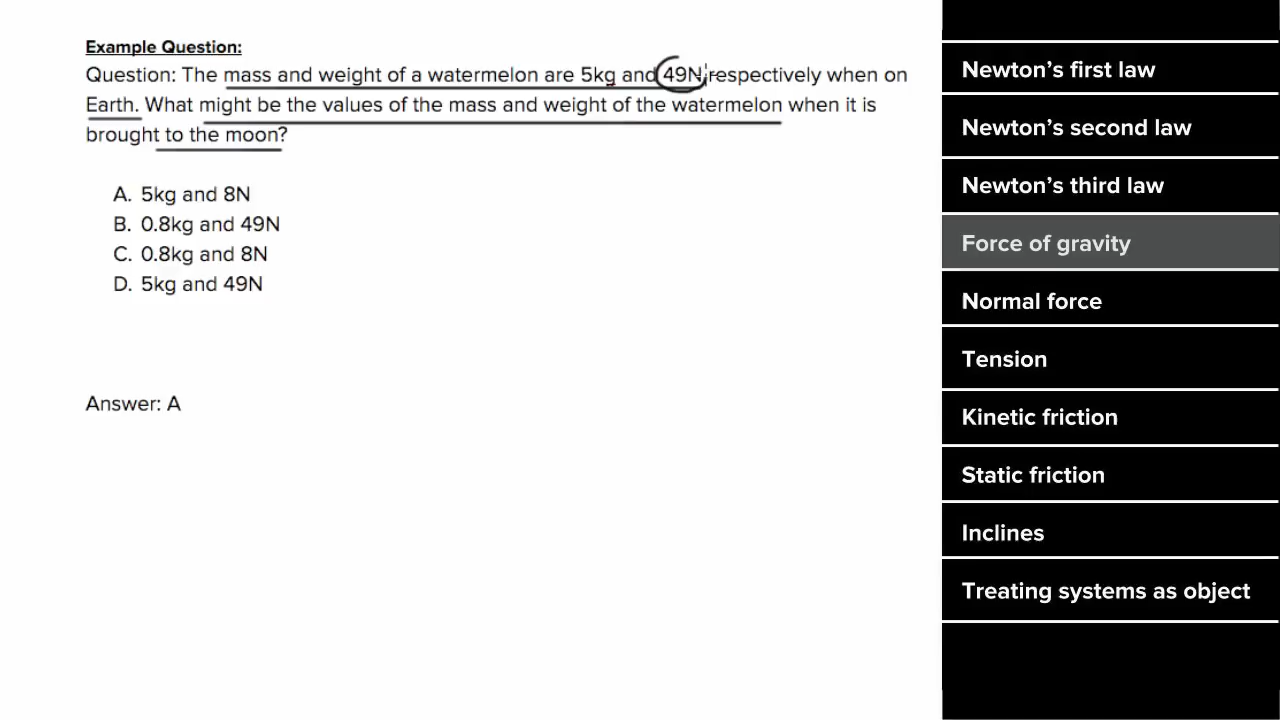 Example Question:
Question: The mass and weight of a watermelon are 5kg and 49N, respectively when on
Earth. What might be the values of the mass and weight of the watermelon when it is
brought to the moon?
A. 5kg and 8N
B. 0.8kg and 49N
C. 0.8kg and 8N
D. 5kg and 49N
Answer: A
Newton’s first law
Newton’s second law
Newton’s third law
Force of gravity
Normal force
Tension
Kinetic friction
Static friction
Inclines
Treating systems as object